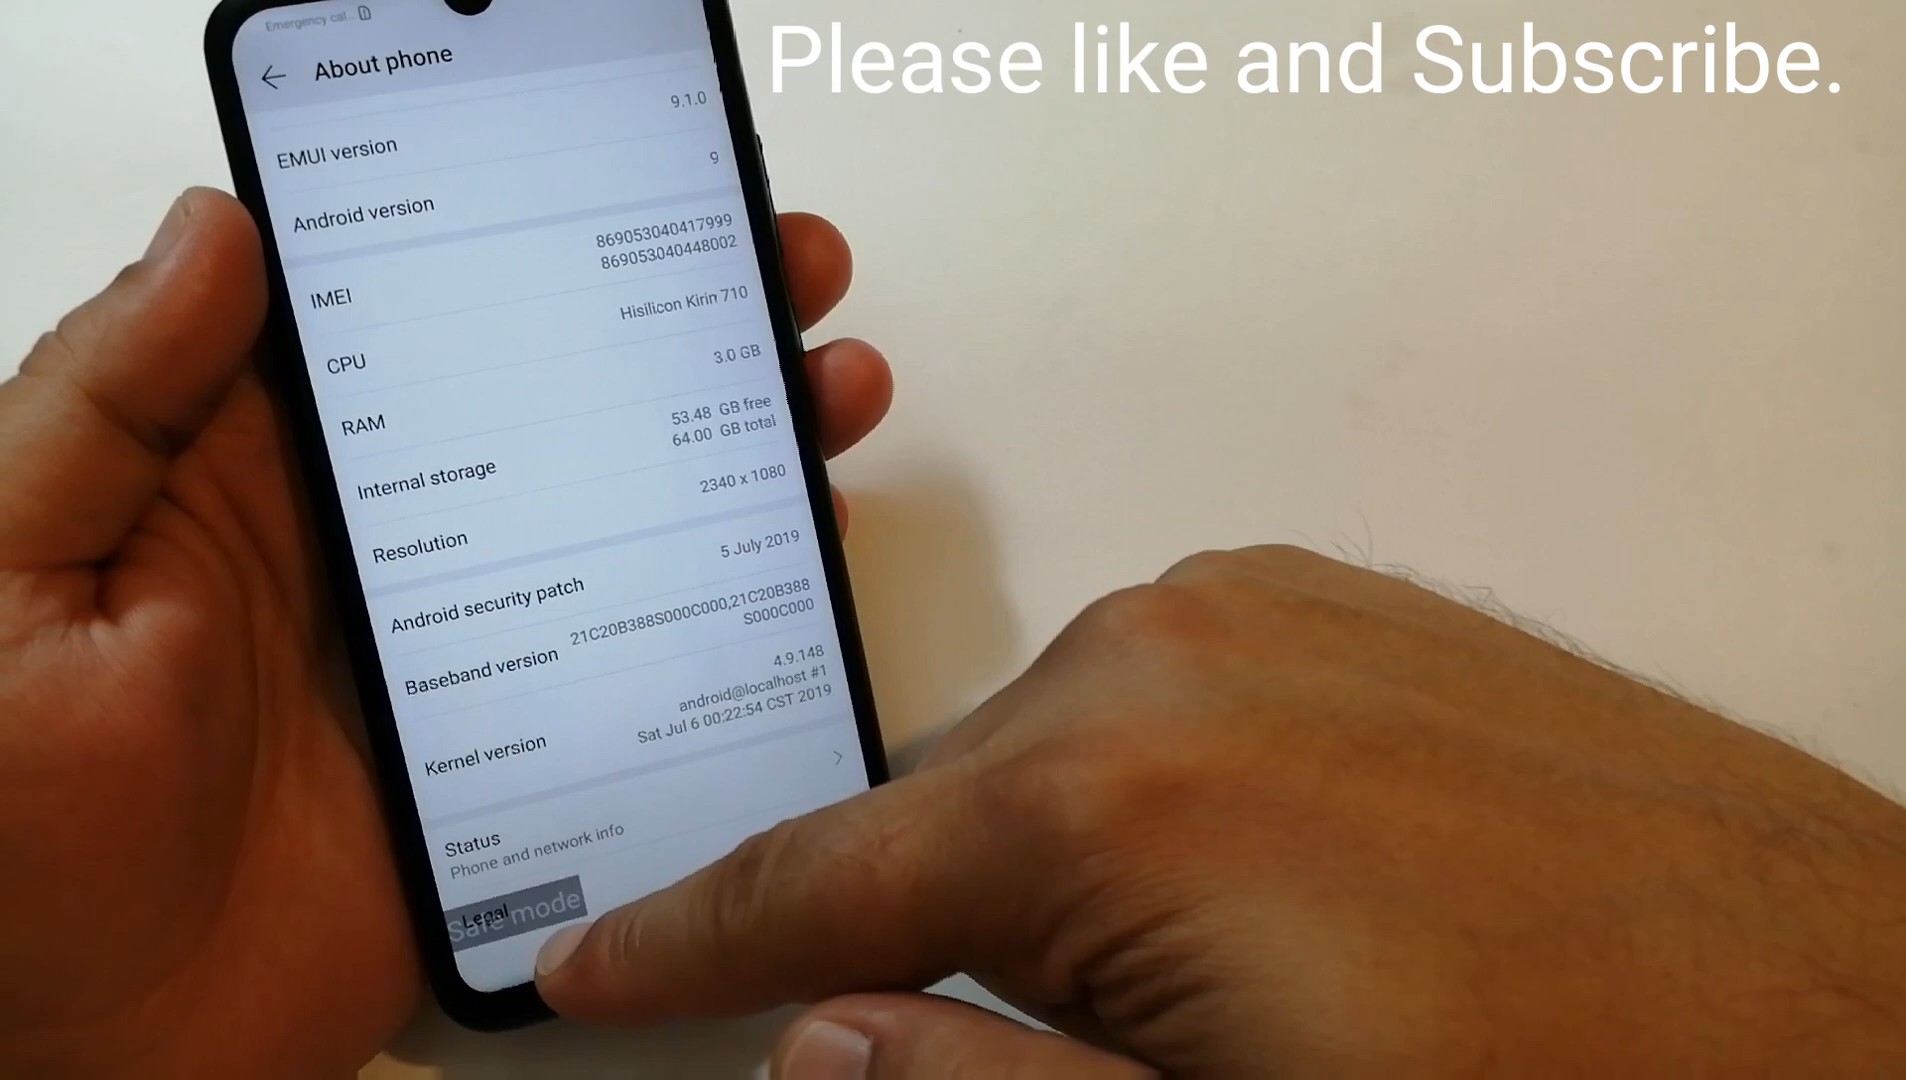 Please like and Subscribe.
Emergency cal...
About phone
EMUI version 9.1.0
Android version 9
IMEI 869053040417999
869053040448002
CPU Hisilicon Kirin 710
RAM 3.0 GB
Internal storage 53.48 GB free
64.00 GB total
Resolution 2340 x 1080
Android security patch 5 July 2019
Baseband version 21C20B388S000C000,21C20B388
S000C000
Kernel version 4.9.148
android@localhost #1
Sat Jul 6 00:22:54 CST 2019
Status
Phone and network info
Legal
Safe mode